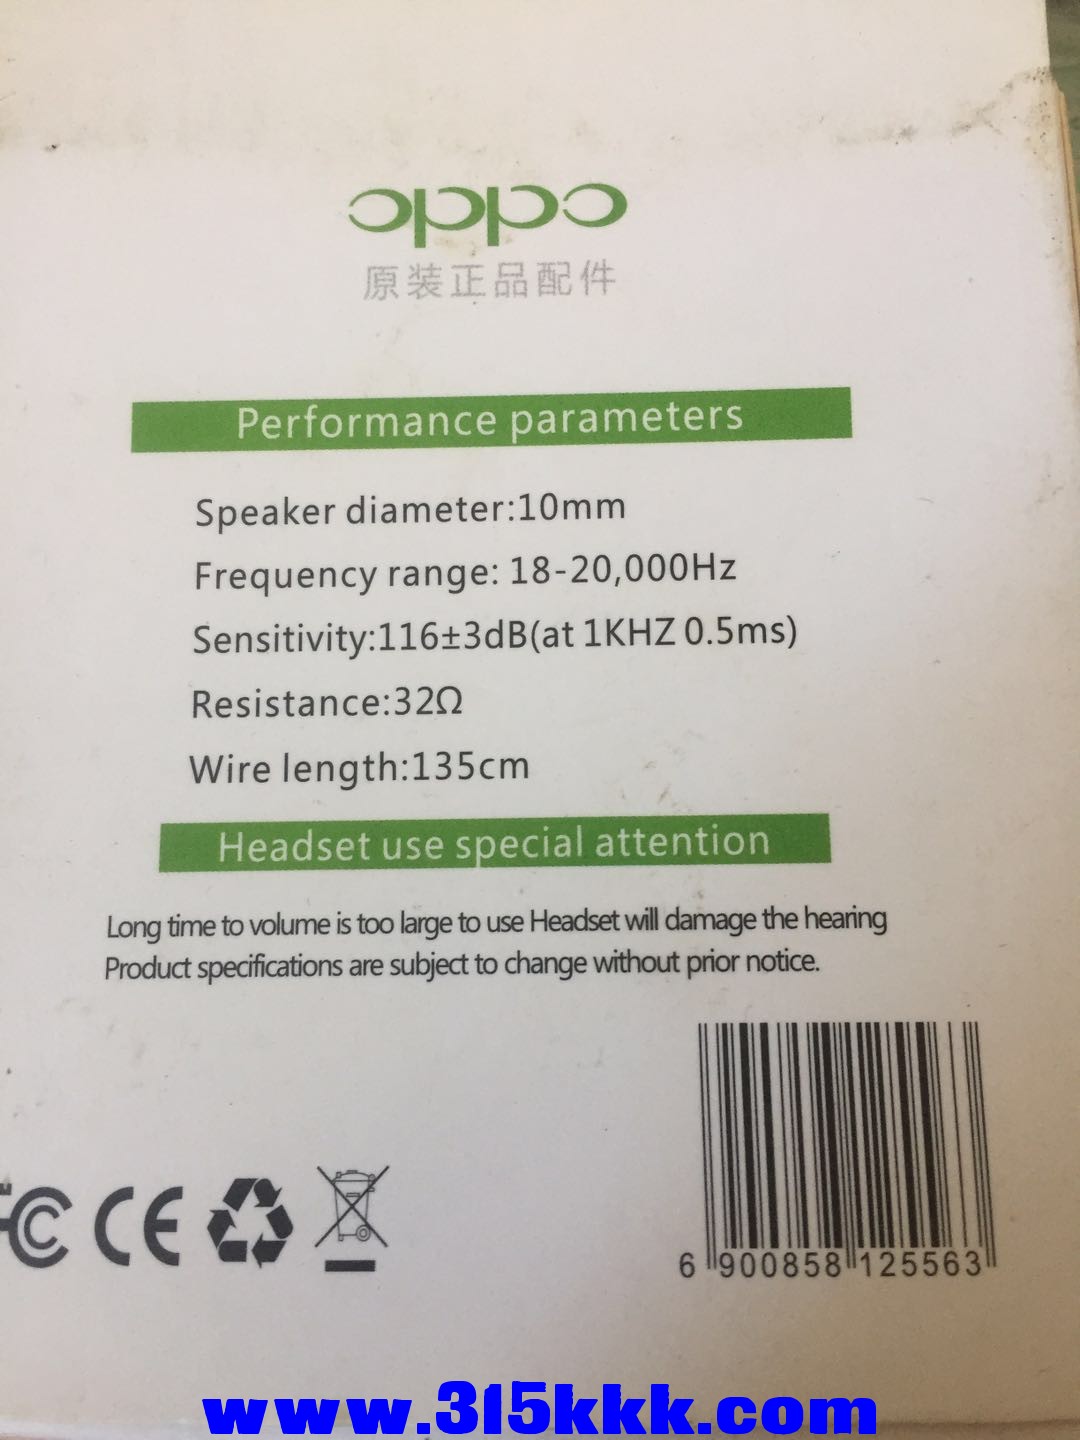 oppo
原装正品配件
Performance parameters
Speaker diameter:10mm
Frequency range: 18-20,000Hz
Sensitivity:116±3dB(at 1KHZ 0.5ms)
Resistance:32Ω
Wire length:135cm
Headset use special attention
Long time to volume is too large to use Headset will damage the hearing
Product specifications are subject to change without prior notice.
FC CE
6 900858 125563
www.315kkk.com